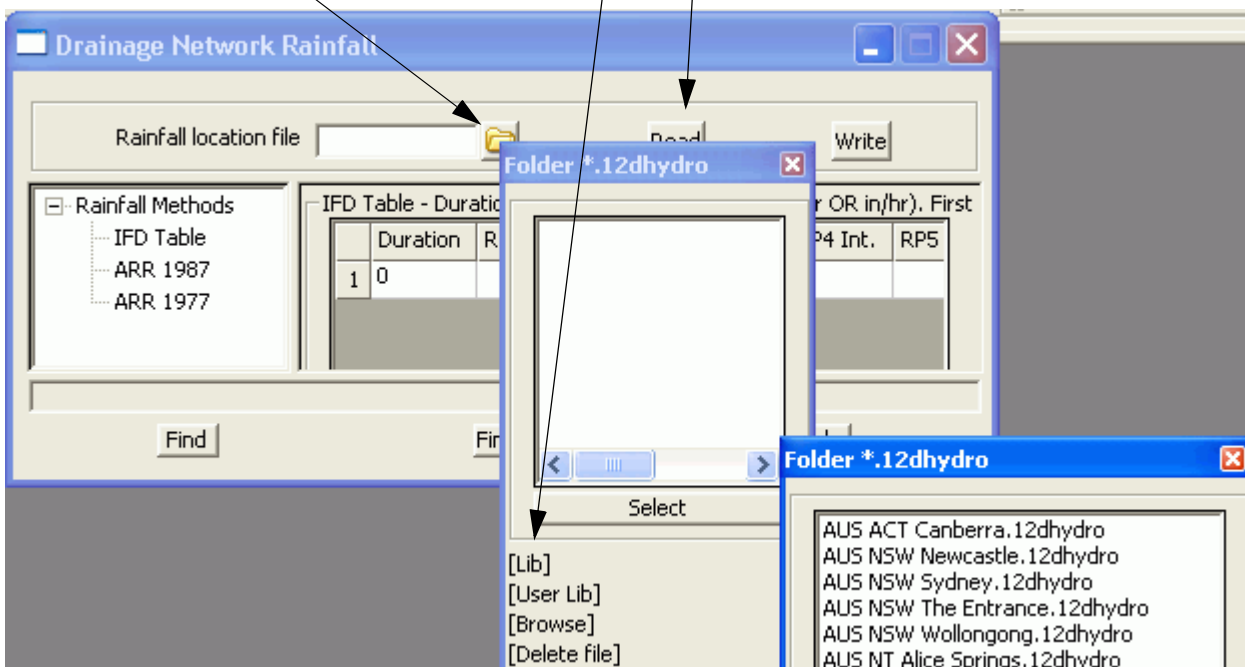 Drainage Network Rainfall
Rainfall location file
Read Write
Folder *.12dhydro
Rainfall Methods
IFD Table
ARR 1987
ARR 1977
IFD Table - Duratio
r OR in/hr). First
Duration R P4 Int. RP5
1 0
Find
Fin
Select
[Lib]
[User Lib]
[Browse]
[Delete file]
Folder *.12dhydro
AUS ACT Canberra.12dhydro
AUS NSW Newcastle.12dhydro
AUS NSW Sydney.12dhydro
AUS NSW The Entrance.12dhydro
AUS NSW Wollongong.12dhydro
AUS NT Alice Springs.12dhydro